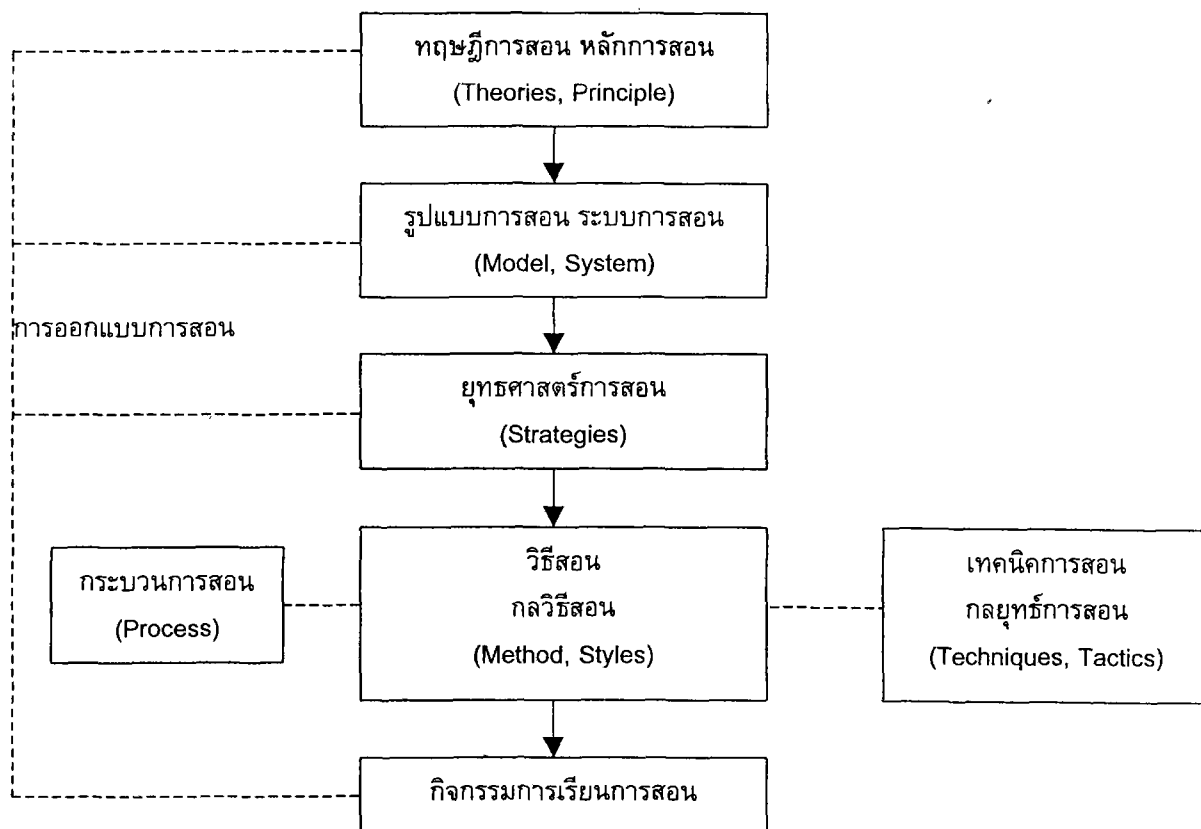 ทฤษฎีการสอน หลักการสอน
(Theories, Principle)
รูปแบบการสอน ระบบการสอน
(Model, System)
การออกแบบการสอน
ยุทธศาสตร์การสอน
(Strategies)
กระบวนการสอน
(Process)
วิธีสอน
กลวิธีสอน
(Method, Styles)
เทคนิคการสอน
กลยุทธ์การสอน
(Techniques, Tactics)
กิจกรรมการเรียนการสอน